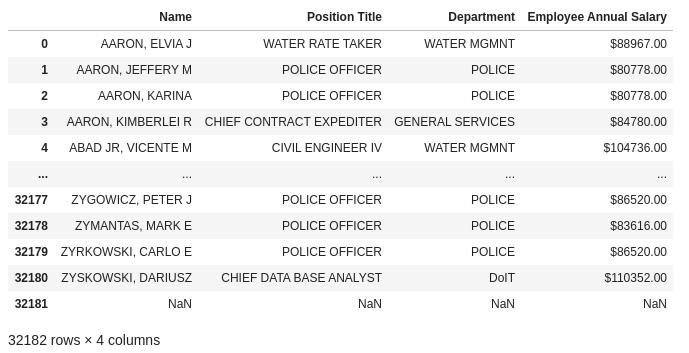 Name Position Title Department Employee Annual Salary
0 AARON, ELVIA J WATER RATE TAKER WATER MGMNT $88967.00
1 AARON, JEFFERY M POLICE OFFICER POLICE $80778.00
2 AARON, KARINA POLICE OFFICER POLICE $80778.00
3 AARON, KIMBERLEI R CHIEF CONTRACT EXPEDITER GENERAL SERVICES $84780.00
4 ABAD JR, VICENTE M CIVIL ENGINEER IV WATER MGMNT $104736.00
... ... ... ... ...
32177 ZYGOWICZ, PETER J POLICE OFFICER POLICE $86520.00
32178 ZYMANTAS, MARK E POLICE OFFICER POLICE $83616.00
32179 ZYRKOWSKI, CARLO E POLICE OFFICER POLICE $86520.00
32180 ZYSKOWSKI, DARIUSZ CHIEF DATA BASE ANALYST DoIT $110352.00
32181 NaN NaN NaN NaN
32182 rows × 4 columns